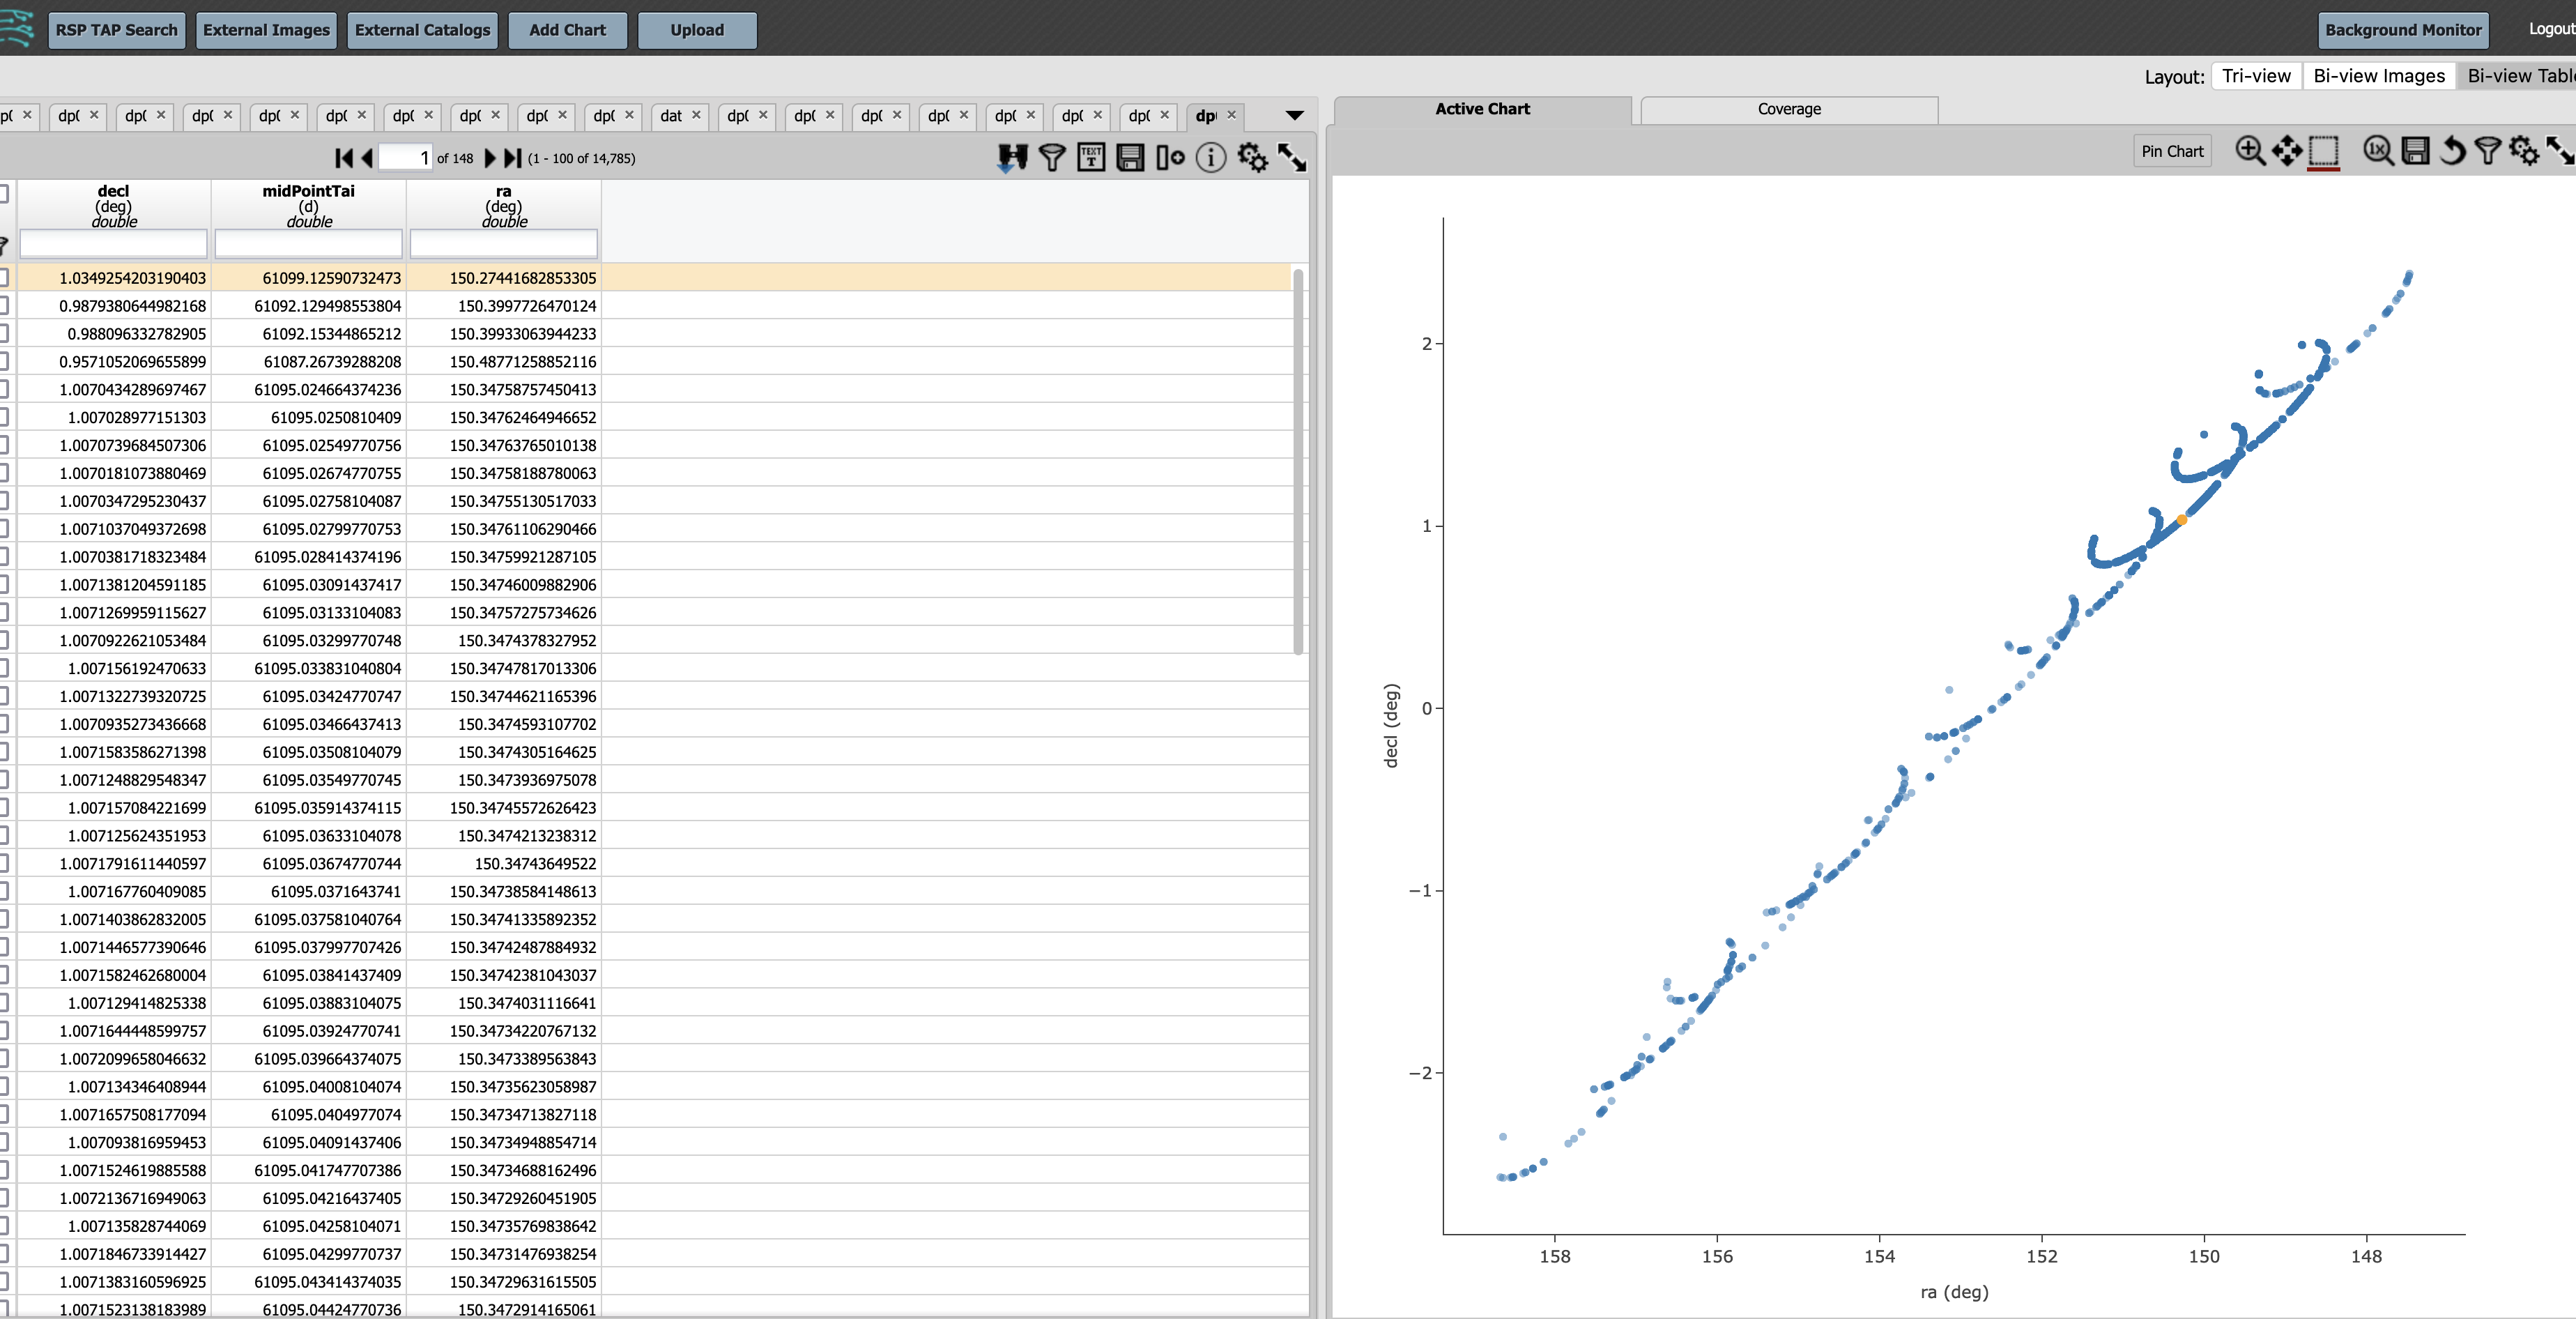 RSP TAP Search External Images External Catalogs Add Chart Upload Background Monitor Logout
Layout: Tri-view Bi-view Images Bi-view Table
dp( dp( dp( dp( dp( dp( dp( dp( dp( dat dp( dp( dp( dp( dp( dp( dp( dp
Active Chart Coverage
1 of 148 (1 - 100 of 14,785)
Pin Chart
decl midPointTai ra
(deg) (d) (deg)
double double double
1.0349254203190403 61099.12590732473 150.27441682853305
0.9879380644982168 61092.129498553804 150.3997726470124
0.988096332782905 61092.15344865212 150.39933063944233
0.9571052069655899 61087.26739288208 150.48771258852116
1.0070434289697467 61095.024664374236 150.34758757450413
1.007028977151303 61095.0250810409 150.34762464946652
1.0070739684507306 61095.02549770756 150.34763765010138
1.0070181073880469 61095.02674770755 150.34758188780063
1.0070347295230437 61095.02758104087 150.34755130517033
1.0071037049372698 61095.02799770753 150.34761106290466
1.0070381718323484 61095.028414374196 150.34759921287105
1.0071381204591185 61095.03091437417 150.34746009882906
1.0071269959115627 61095.03133104083 150.34757275734626
1.0070922621053484 61095.03299770748 150.3474378327952
1.007156192470633 61095.033831040804 150.34747817013306
1.0071322739320725 61095.03424770747 150.34744621165396
1.0070935273436668 61095.03466437413 150.3474593107702
1.0071583586271398 61095.03508104079 150.3474305164625
1.0071248829548347 61095.03549770745 150.3473936975078
1.007157084221699 61095.035914374115 150.34745572626423
1.007125624351953 61095.03633104078 150.3474213238312
1.0071791611440597 61095.03674770744 150.34743649522
1.007167760409085 61095.0371643741 150.34738584148613
1.0071403862832005 61095.037581040764 150.34741335892352
1.0071446577390646 61095.037997707426 150.34742487884932
1.0071582462680004 61095.03841437409 150.34742381043037
1.007129414825338 61095.03883104075 150.3474031116641
1.0071644448599757 61095.03924770741 150.34734220767132
1.0072099658046632 61095.039664374075 150.3473389563843
1.007134346408944 61095.04008104074 150.34735623058987
1.0071657508177094 61095.0404977074 150.34734713827118
1.007093816959453 61095.04091437406 150.34734948854714
1.0071524619885588 61095.041747707386 150.34734688162496
1.0072136716949063 61095.04216437405 150.34729260451905
1.007135828744069 61095.04258104071 150.34735769838642
1.0071846733914427 61095.04299770737 150.34731476938254
1.0071383160596925 61095.043414374035 150.34729631615505
1.0071523138183989 61095.04424770736 150.3472914165061
2
1
0
−1
−2
decl (deg)
158 156 154 152 150 148
ra (deg)